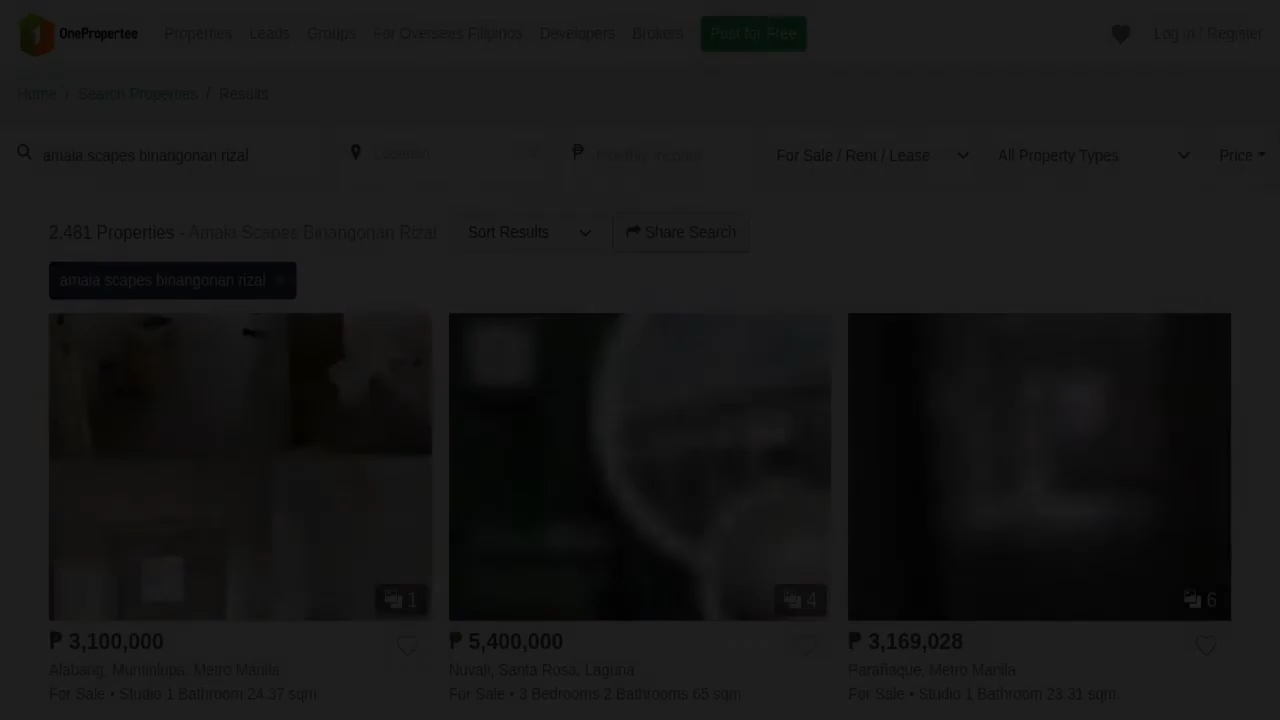 OnePropertee Properties Leads Groups For Overseas Filipinos Developers Brokers Post for Free Log in / Register
Home / Search Properties / Results
amaia scapes binangonan rizal Location ₱ Monthly Income For Sale / Rent / Lease All Property Types Price
2,481 Properties - Amaia Scapes Binangonan Rizal Sort Results Share Search
amaia scapes binangonan rizal ×
1 4 6
₱ 3,100,000 ₱ 5,400,000 ₱ 3,169,028
Alabang, Muntinlupa, Metro Manila Nuvali, Santa Rosa, Laguna Parañaque, Metro Manila
For Sale • Studio 1 Bathroom 24.37 sqm. For Sale • 3 Bedrooms 2 Bathrooms 65 sqm. For Sale • Studio 1 Bathroom 23.31 sqm.